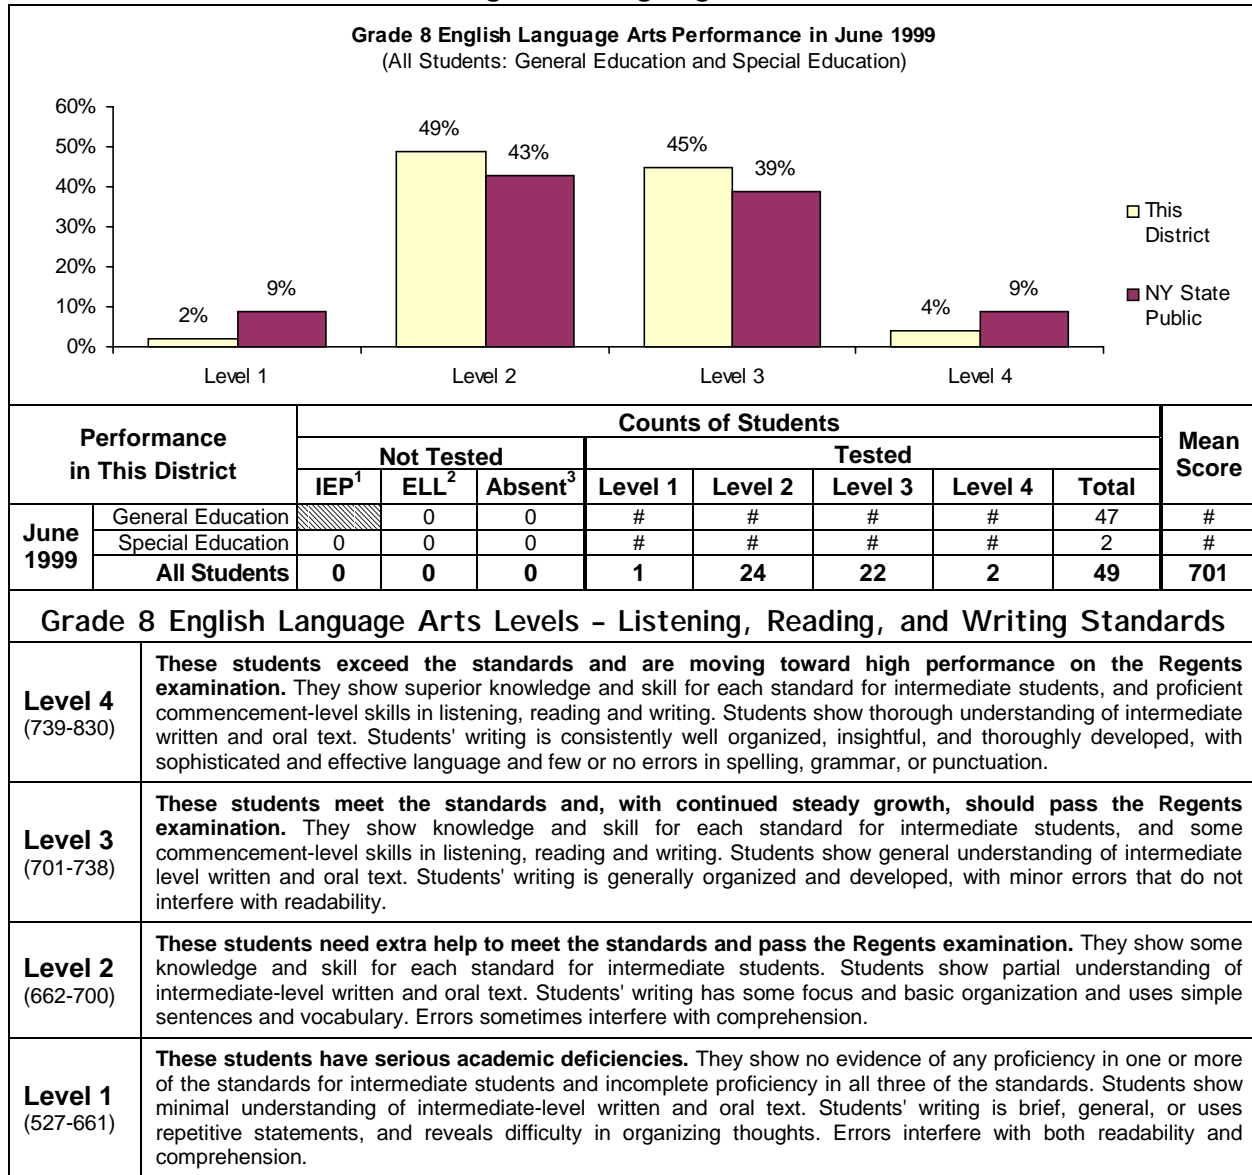 Grade 8 English Language Arts Performance in June 1999
(All Students: General Education and Special Education)
60%
50%
40%
30%
20%
10%
0%
2%
9%
49%
43%
45%
39%
4%
9%
Level 1
Level 2
Level 3
Level 4
This
District
NY State
Public
Performance
in This District
Counts of Students
Mean
Score
Not Tested
Tested
IEP1 ELL2 Absent3 Level 1 Level 2 Level 3 Level 4 Total
June
1999
General Education 0 0 # # # # 47 #
Special Education 0 0 0 # # # # 2 #
All Students 0 0 0 1 24 22 2 49 701
Grade 8 English Language Arts Levels – Listening, Reading, and Writing Standards
Level 4
(739-830)
These students exceed the standards and are moving toward high performance on the Regents
examination. They show superior knowledge and skill for each standard for intermediate students, and proficient
commencement-level skills in listening, reading and writing. Students show thorough understanding of intermediate
written and oral text. Students' writing is consistently well organized, insightful, and thoroughly developed, with
sophisticated and effective language and few or no errors in spelling, grammar, or punctuation.
Level 3
(701-738)
These students meet the standards and, with continued steady growth, should pass the Regents
examination. They show knowledge and skill for each standard for intermediate students, and some
commencement-level skills in listening, reading and writing. Students show general understanding of intermediate
level written and oral text. Students' writing is generally organized and developed, with minor errors that do not
interfere with readability.
Level 2
(662-700)
These students need extra help to meet the standards and pass the Regents examination. They show some
knowledge and skill for each standard for intermediate students. Students show partial understanding of
intermediate-level written and oral text. Students' writing has some focus and basic organization and uses simple
sentences and vocabulary. Errors sometimes interfere with comprehension.
Level 1
(527-661)
These students have serious academic deficiencies. They show no evidence of any proficiency in one or more
of the standards for intermediate students and incomplete proficiency in all three of the standards. Students show
minimal understanding of intermediate-level written and oral text. Students' writing is brief, general, or uses
repetitive statements, and reveals difficulty in organizing thoughts. Errors interfere with both readability and
comprehension.